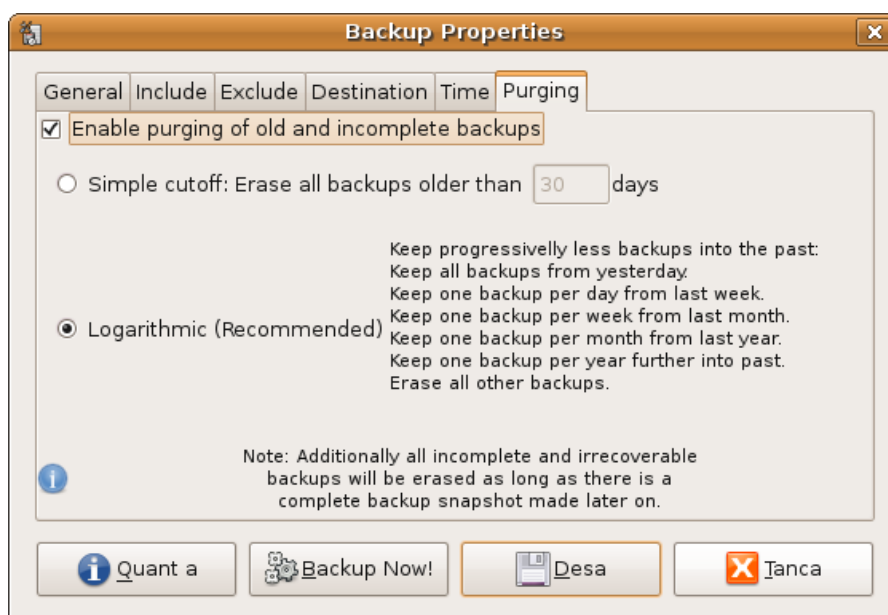 Backup Properties
General Include Exclude Destination Time Purging
Enable purging of old and incomplete backups
Simple cutoff: Erase all backups older than 30 days
Keep progressivelly less backups into the past:
Keep all backups from yesterday.
Keep one backup per day from last week.
Logarithmic (Recommended) Keep one backup per week from last month.
Keep one backup per month from last year.
Keep one backup per year further into past.
Erase all other backups.
Note: Additionally all incomplete and irrecoverable
backups will be erased as long as there is a
complete backup snapshot made later on.
Quant a Backup Now! Desa Tanca